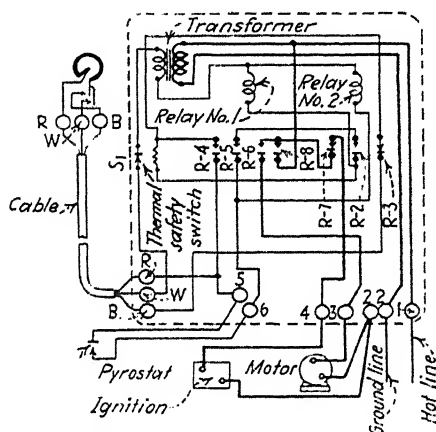 Transformer
Relay No. 2
Relay No. 1
R W B
S1
R-4
R-5
R-6
R-8
R-7
R-2
R-3
Cable
Thermal
safety
switch
R
W
B
5
6
4 3 2 2 1
Pyrostat
Ignition
Motor
Ground line
Hot line